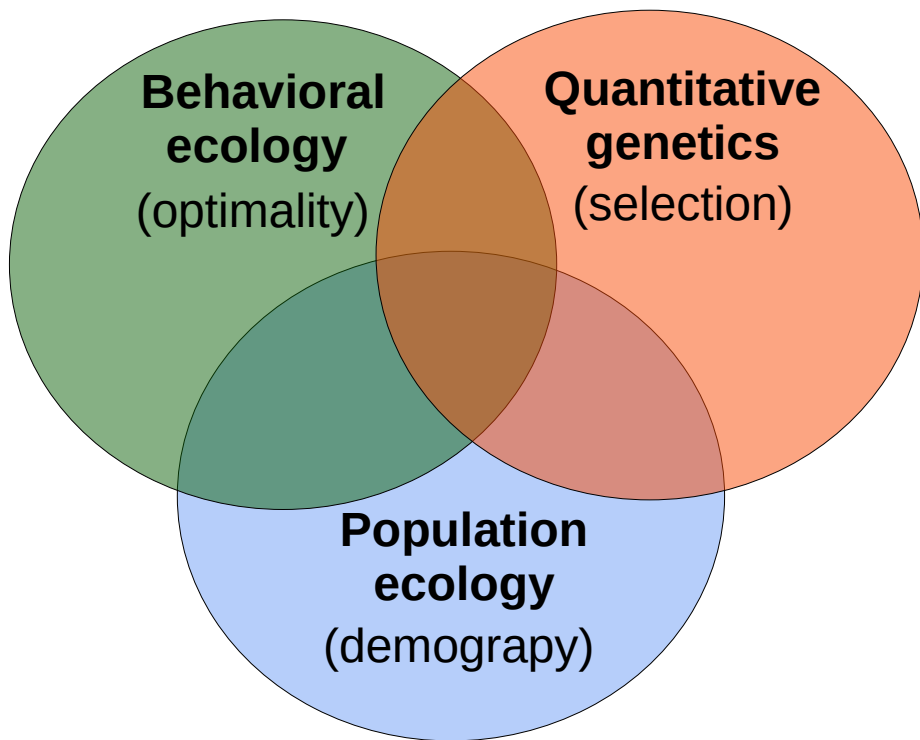 Behavioral
ecology
(optimality)
Quantitative
genetics
(selection)
Population
ecology
(demograpy)